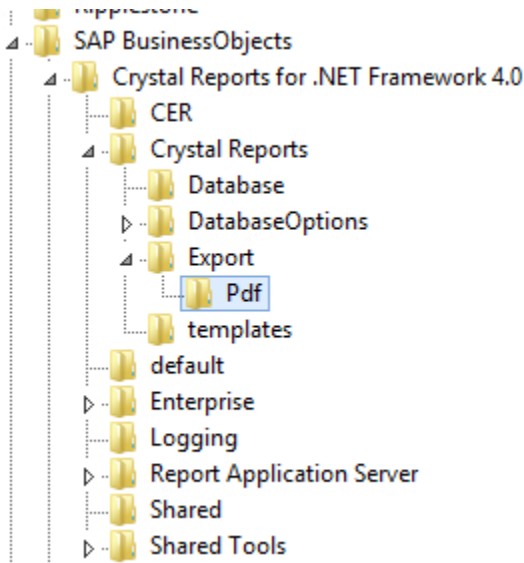 SAP BusinessObjects
Crystal Reports for .NET Framework 4.0
CER
Crystal Reports
Database
DatabaseOptions
Export
Pdf
templates
default
Enterprise
Logging
Report Application Server
Shared
Shared Tools